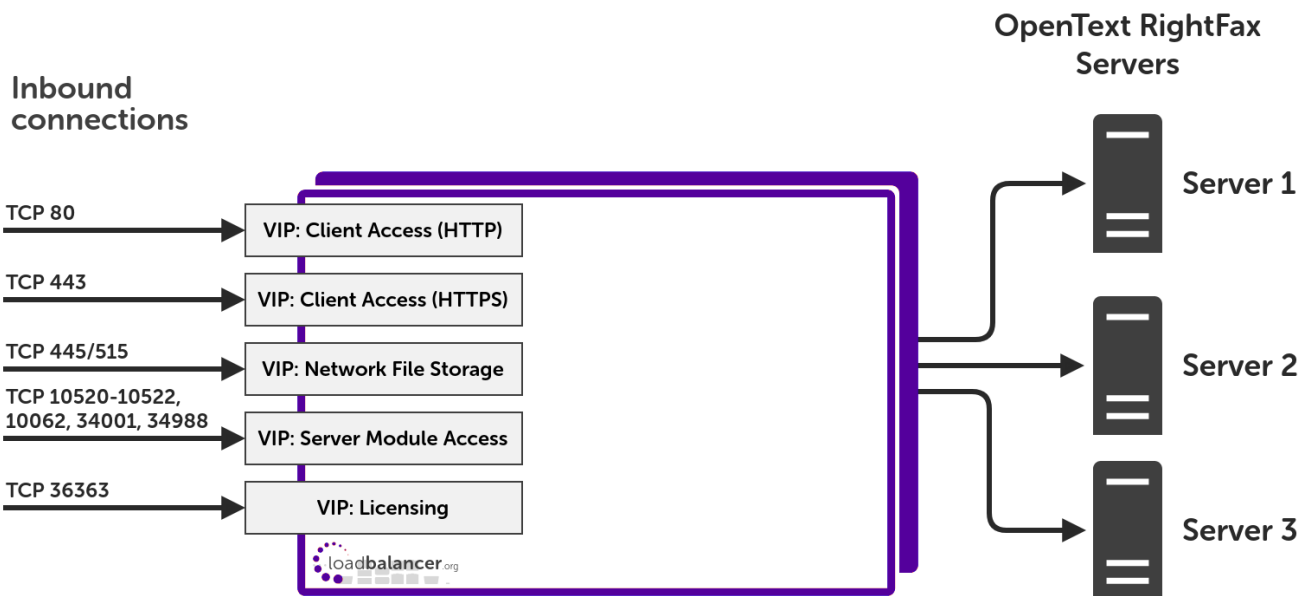 OpenText RightFax
Servers
Inbound
connections
Server 1
TCP 80
VIP: Client Access (HTTP)
TCP 443
VIP: Client Access (HTTPS)
TCP 445/515
VIP: Network File Storage
Server 2
TCP 10520-10522,
10062, 34001, 34988
VIP: Server Module Access
TCP 36363
VIP: Licensing
Server 3
loadbalancer.org